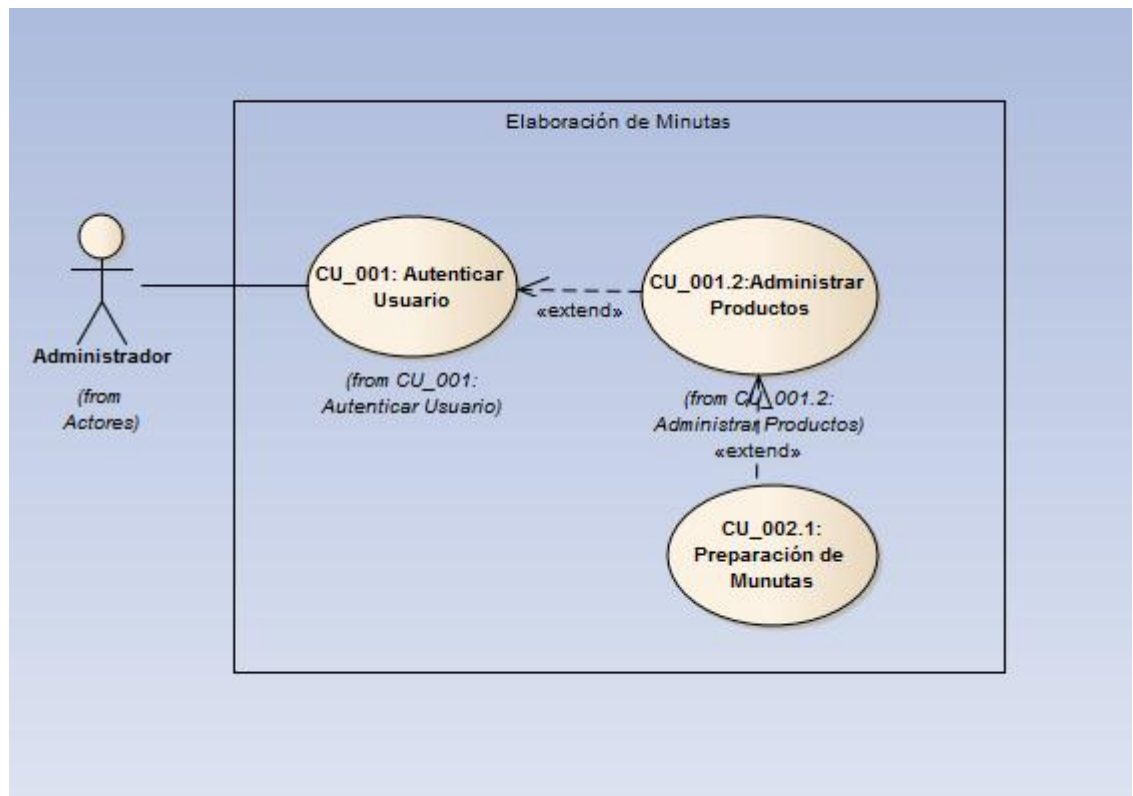 Elaboración de Minutas
CU_001: Autenticar
Usuario
(from CU_001:
Autenticar Usuario)
«extend»
CU_001.2:Administrar
Productos
(from CU_001.2:
Administrar Productos)
«extend»
CU_002.1:
Preparación de
Munutas
Administrador
(from
Actores)